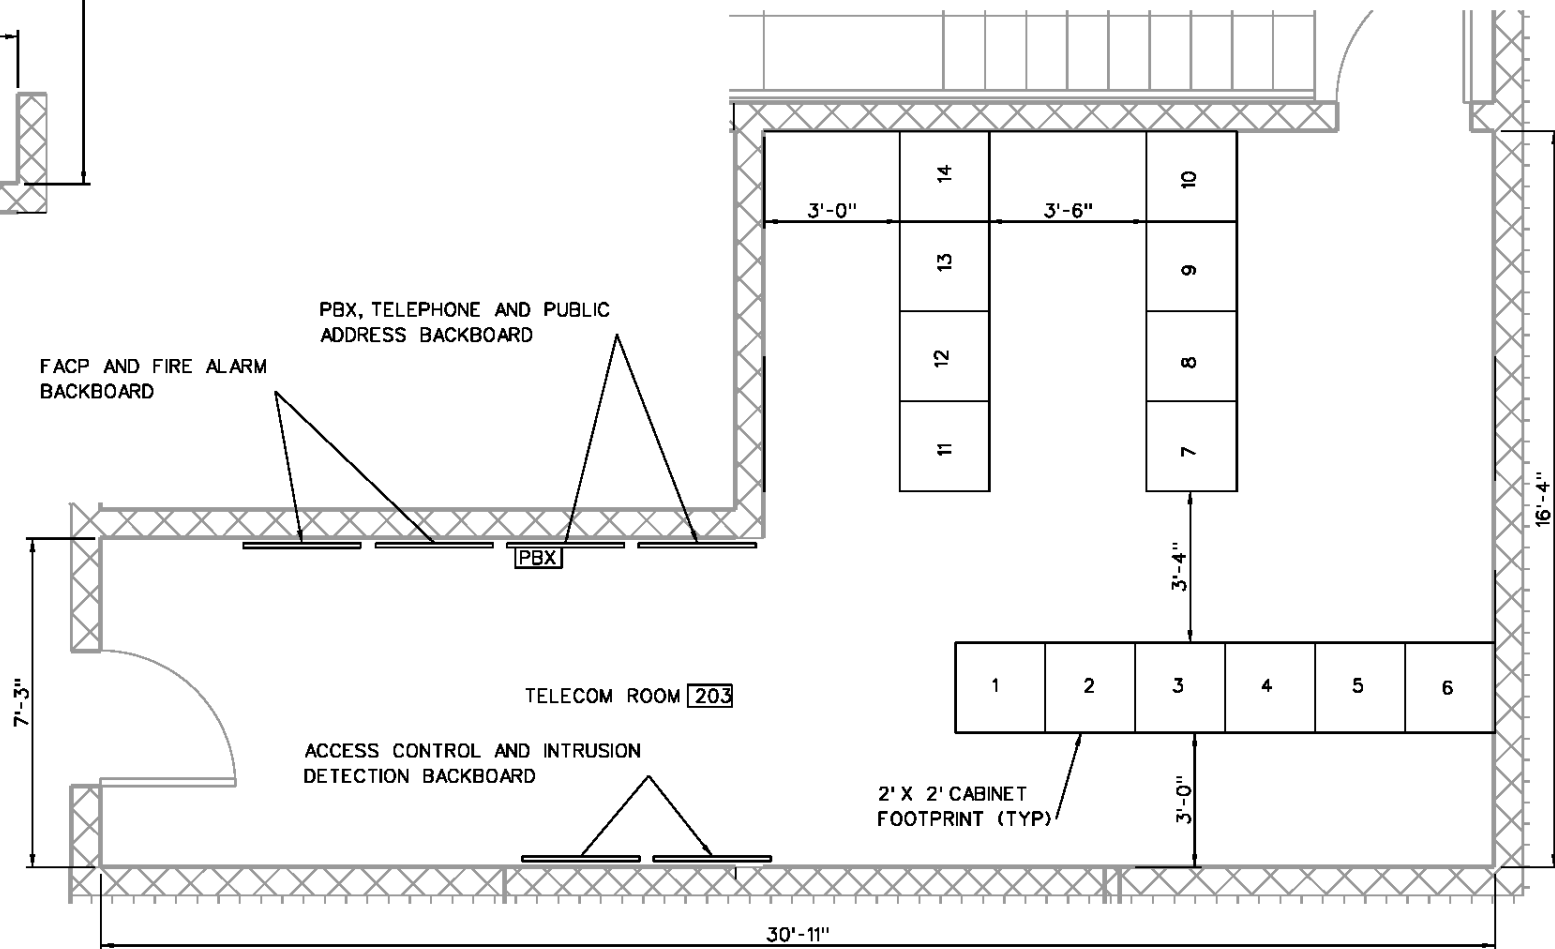 14
10
3'-0"
3'-6"
13
9
PBX, TELEPHONE AND PUBLIC
ADDRESS BACKBOARD
FACP AND FIRE ALARM
BACKBOARD
12
8
11
7
16'-4"
PBX
3'-4"
7'-3"
TELECOM ROOM 203
1 2 3 4 5 6
ACCESS CONTROL AND INTRUSION
DETECTION BACKBOARD
2' X 2' CABINET
FOOTPRINT (TYP)
3'-0"
30'-11"